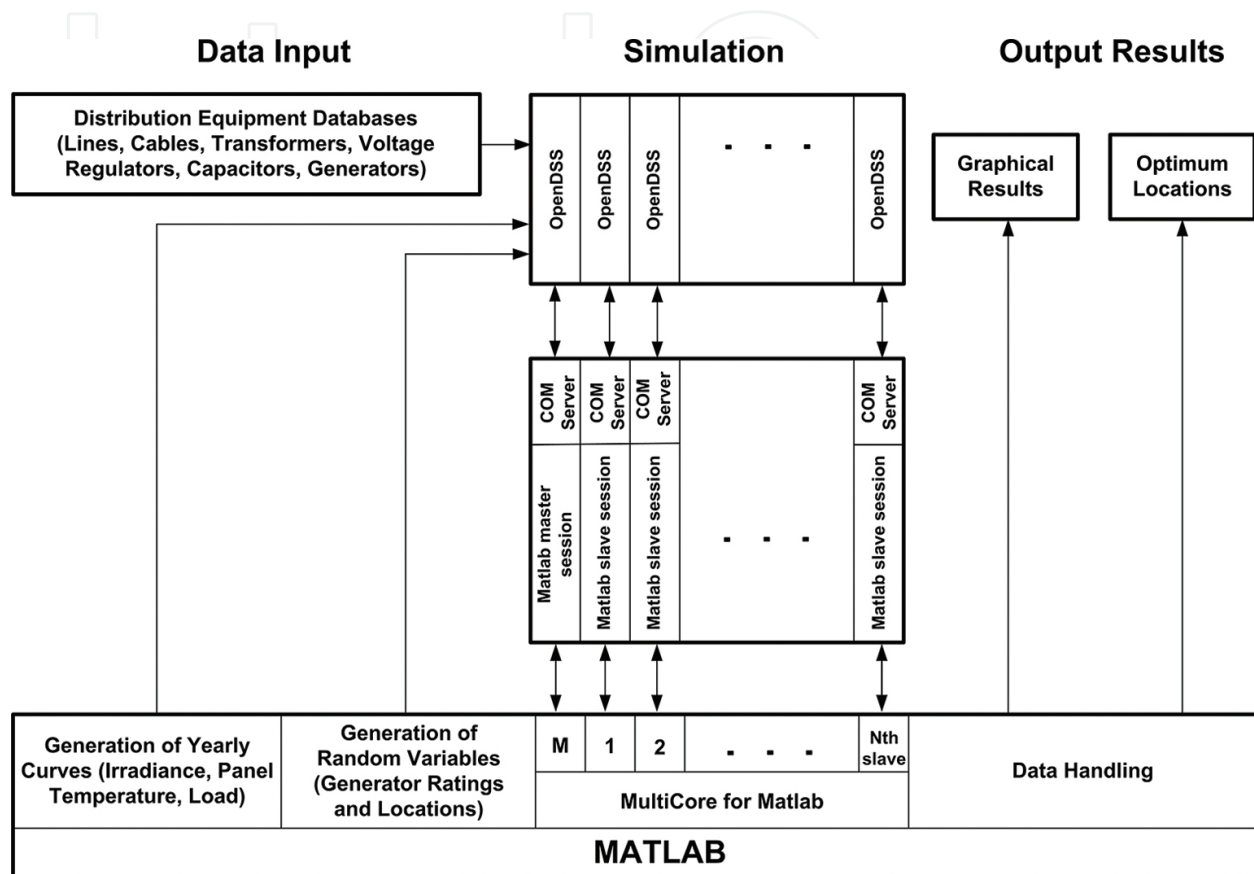 Data Input
Simulation
Output Results
Distribution Equipment Databases
(Lines, Cables, Transformers, Voltage
Regulators, Capacitors, Generators)
OpenDSS
OpenDSS
OpenDSS
- - -
OpenDSS
Graphical
Results
Optimum
Locations
COM
Server
COM
Server
COM
Server
COM
Server
Matlab master
session
Matlab slave session
Matlab slave session
- - -
Matlab slave session
Generation of Yearly
Curves (Irradiance, Panel
Temperature, Load)
Generation of
Random Variables
(Generator Ratings
and Locations)
M
1
2
- - -
Nth
slave
MultiCore for Matlab
Data Handling
MATLAB